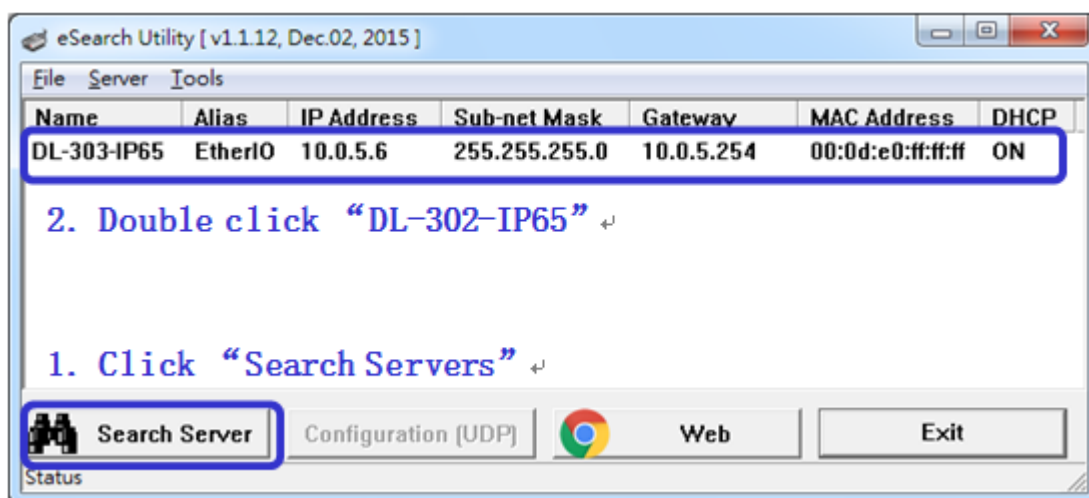 eSearch Utility [ v1.1.12, Dec.02, 2015 ]
File Server Tools
Name Alias IP Address Sub-net Mask Gateway MAC Address DHCP
DL-303-IP65 EtherIO 10.0.5.6 255.255.255.0 10.0.5.254 00:0d:e0:ff:ff:ff ON
2. Double click “DL-302-IP65”
1. Click “Search Servers”
Search Server Configuration (UDP) Web Exit
Status